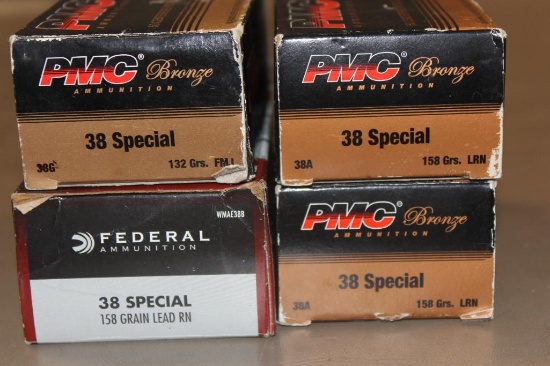 PMC Bronze
AMMUNITION
38 Special
38G 132 Grs. FMJ
PMC Bronze
AMMUNITION
38 Special
38A 158 Grs. LRN
WMAE38B
FEDERAL
AMMUNITION
38 SPECIAL
158 GRAIN LEAD RN
PMC Bronze
38 Special
38A 158 Grs. LRN